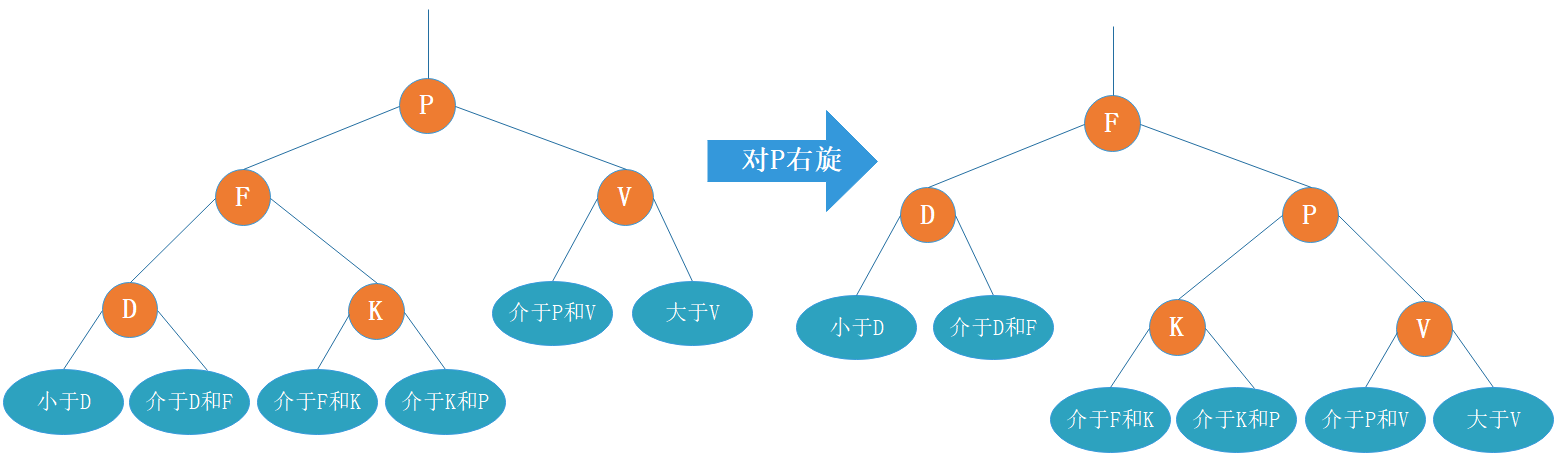 P
F
V
D
K
介于P和V
大于V
小于D
介于D和F
介于F和K
介于K和P
对P右旋
F
D
P
小于D
介于D和F
K
V
介于F和K
介于K和P
介于P和V
大于V